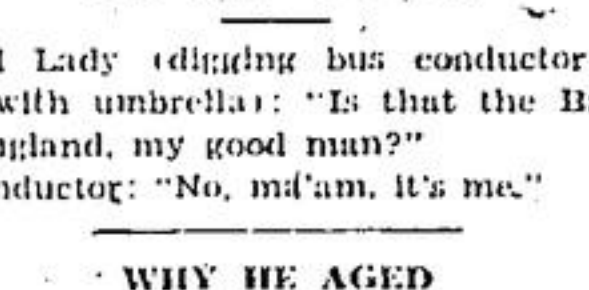 Lady (digging bus conductor
with umbrella): "Is that the B
gland, my good man?"
nductor: "No, ma'am, it's me."
WHY HE AGED